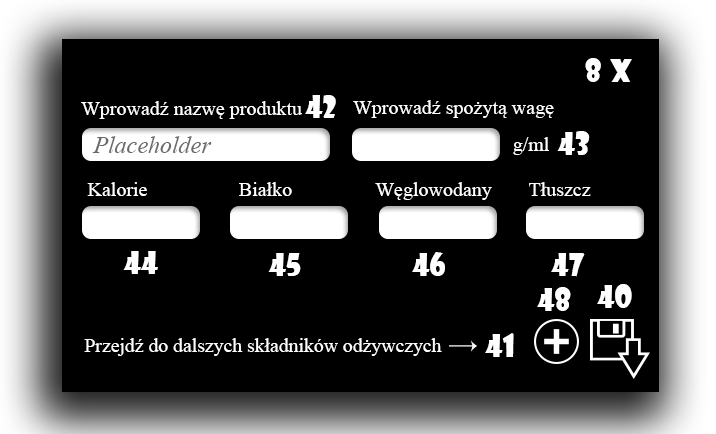 8 X
Wprowadź nazwę produktu 42 Wprowadź spożytą wagę
Placeholder g/ml 43
Kalorie Białko Węglowodany Tłuszcz
44 45 46 47
48 40
Przejdź do dalszych składników odżywczych → 41